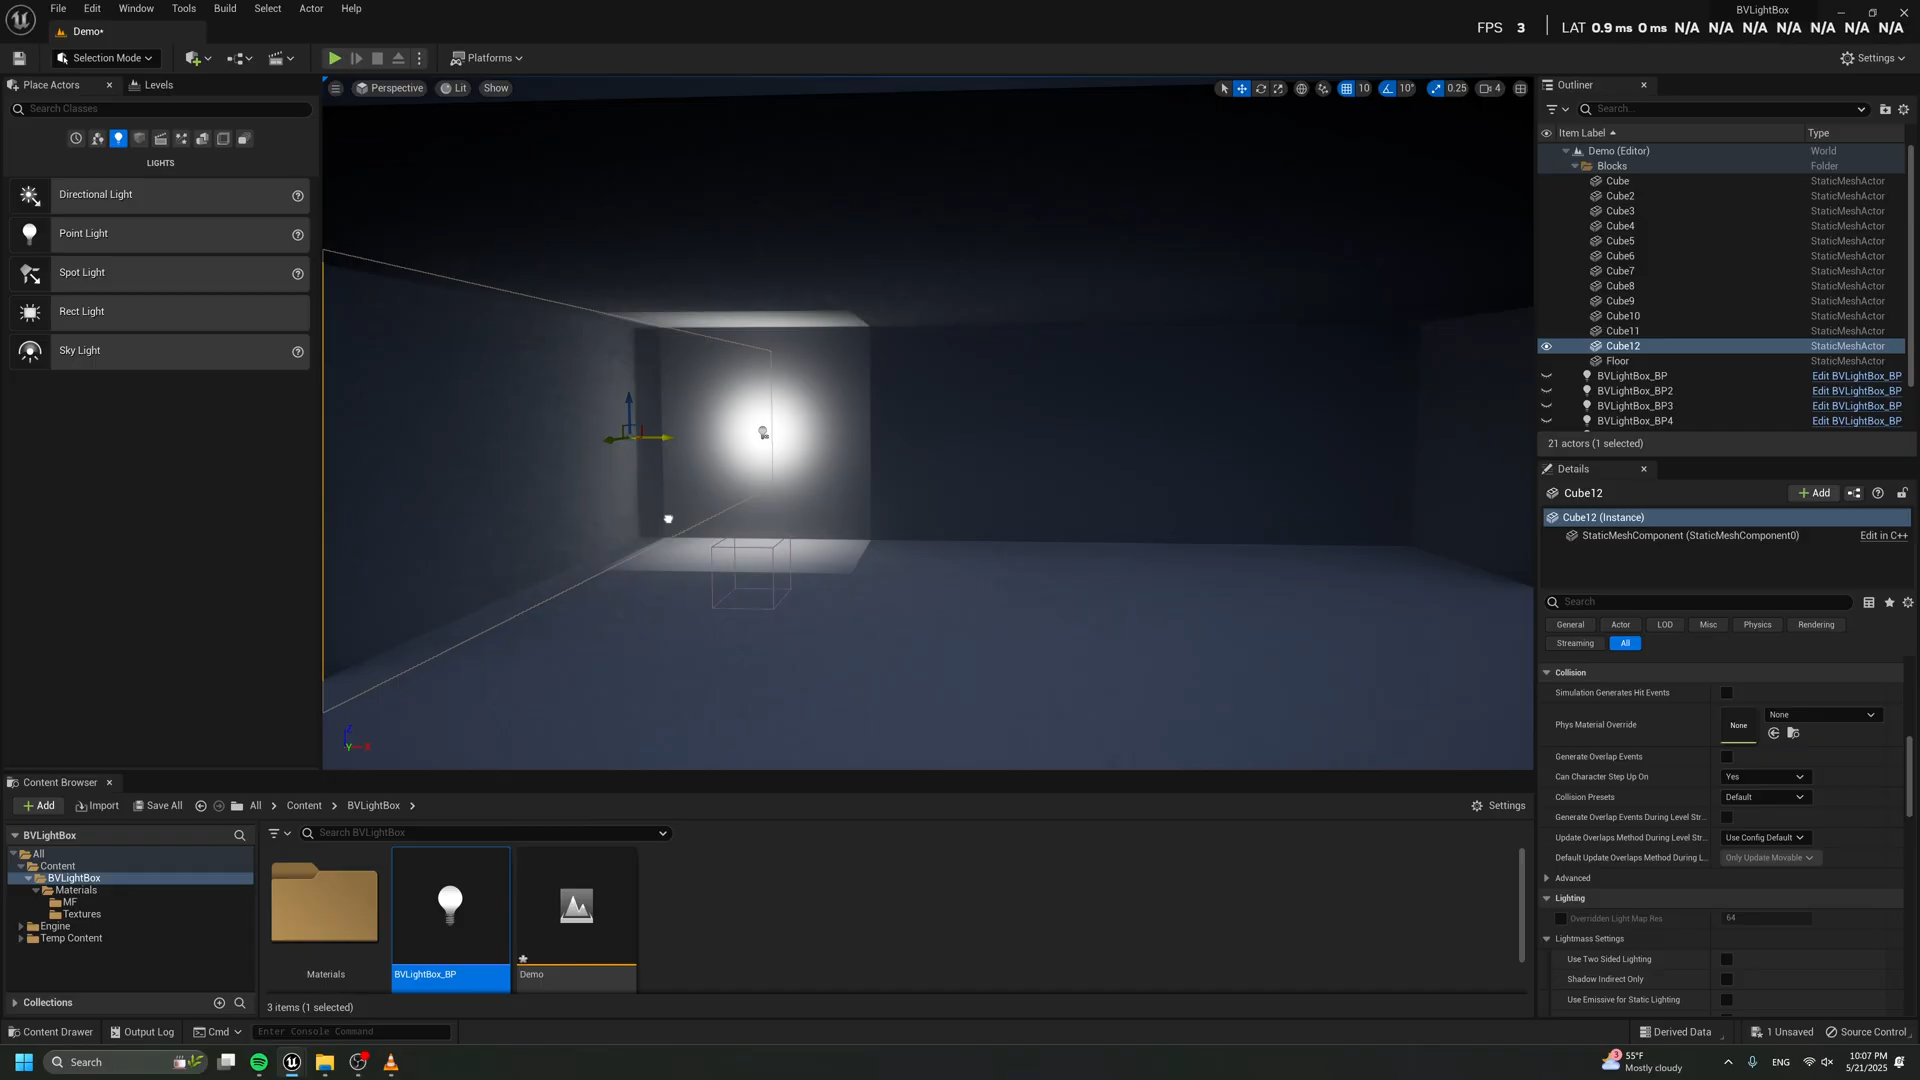 File Edit Window Tools Build Select Actor Help
BVLightBox
Demo*
FPS 3 LAT 0.9 ms 0 ms N/A N/A N/A N/A N/A N/A N/A
Selection Mode
Platforms
Settings
Place Actors
Levels
Search Classes
LIGHTS
Directional Light
Point Light
Spot Light
Rect Light
Sky Light
Perspective
Lit
Show
10
10°
0.25
4
Outliner
Search...
Item Label
Type
Demo (Editor) World
Blocks Folder
Cube StaticMeshActor
Cube2 StaticMeshActor
Cube3 StaticMeshActor
Cube4 StaticMeshActor
Cube5 StaticMeshActor
Cube6 StaticMeshActor
Cube7 StaticMeshActor
Cube8 StaticMeshActor
Cube9 StaticMeshActor
Cube10 StaticMeshActor
Cube11 StaticMeshActor
Cube12 StaticMeshActor
Floor StaticMeshActor
BVLightBox_BP Edit BVLightBox_BP
BVLightBox_BP2 Edit BVLightBox_BP
BVLightBox_BP3 Edit BVLightBox_BP
BVLightBox_BP4 Edit BVLightBox_BP
21 actors (1 selected)
Details
Cube12
Add
Cube12 (Instance)
StaticMeshComponent (StaticMeshComponent0) Edit in C++
Search
General Actor LOD Misc Physics Rendering
Streaming All
Collision
Simulation Generates Hit Events
Phys Material Override None None
Generate Overlap Events
Can Character Step Up On Yes
Collision Presets Default
Generate Overlap Events During Level Str...
Update Overlaps Method During Level Str... Use Config Default
Default Update Overlaps Method During L... Only Update Movable
Advanced
Lighting
Overridden Light Map Res 64
Lightmass Settings
Use Two Sided Lighting
Shadow Indirect Only
Use Emissive for Static Lighting
Z
X
Y
Content Browser
Add Import Save All All Content BVLightBox Settings
BVLightBox
Search BVLightBox
All
Content
BVLightBox
Materials
MF
Textures
Engine
Temp Content
Collections
Materials
BVLightBox_BP
Demo
3 items (1 selected)
Content Drawer Output Log Cmd Enter Console Command
Derived Data 1 Unsaved Source Control
Search
3
55°F
Mostly cloudy
ENG
10:07 PM
5/21/2025